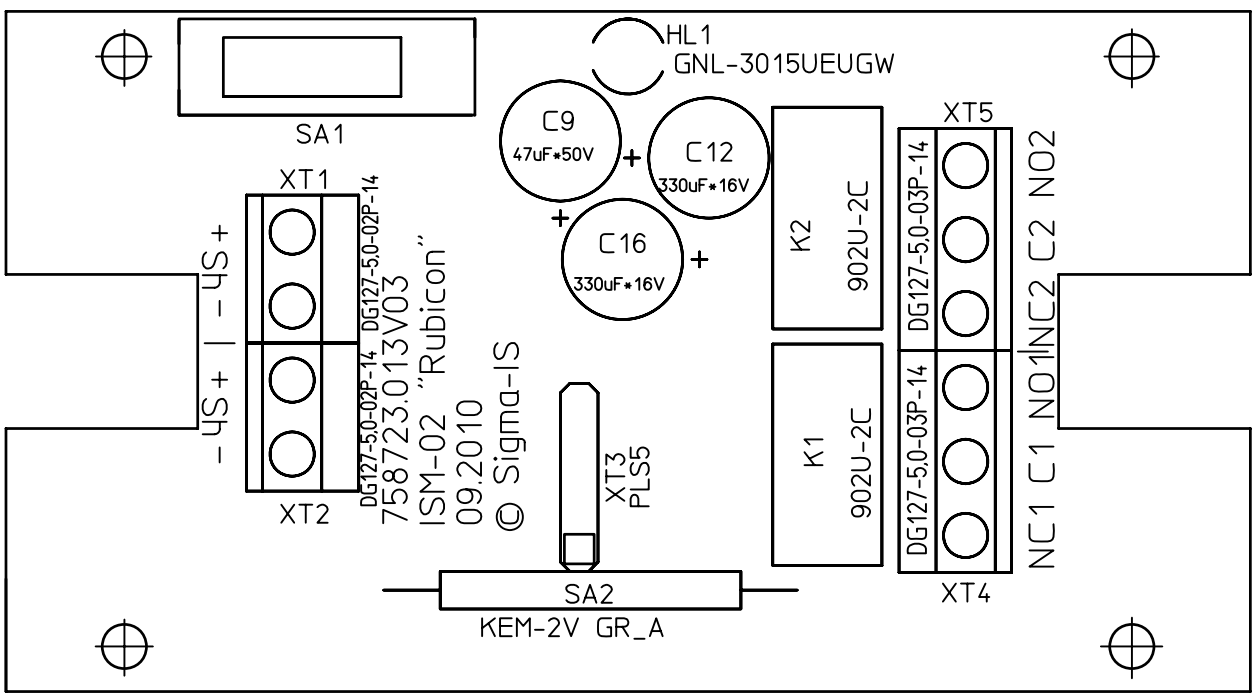 HL1
GNL-3015UEUGW
SA1
C9
47uF*50V
+
C12
330uF*16V
+
C16
330uF*16V
+
XT1
DG127-5,0-02P-14
+
Sh
-
+
Sh
-
DG127-5,0-02P-14
XT2
758723.013V03
ISM-02 "Rubicon"
09.2010
© Sigma-IS
XT3
PLS5
K2
902U-2C
K1
902U-2C
XT5
DG127-5,0-03P-14
NC2 C2 NO2
DG127-5,0-03P-14
NC1 C1 NO1
XT4
SA2
KEM-2V GR_A